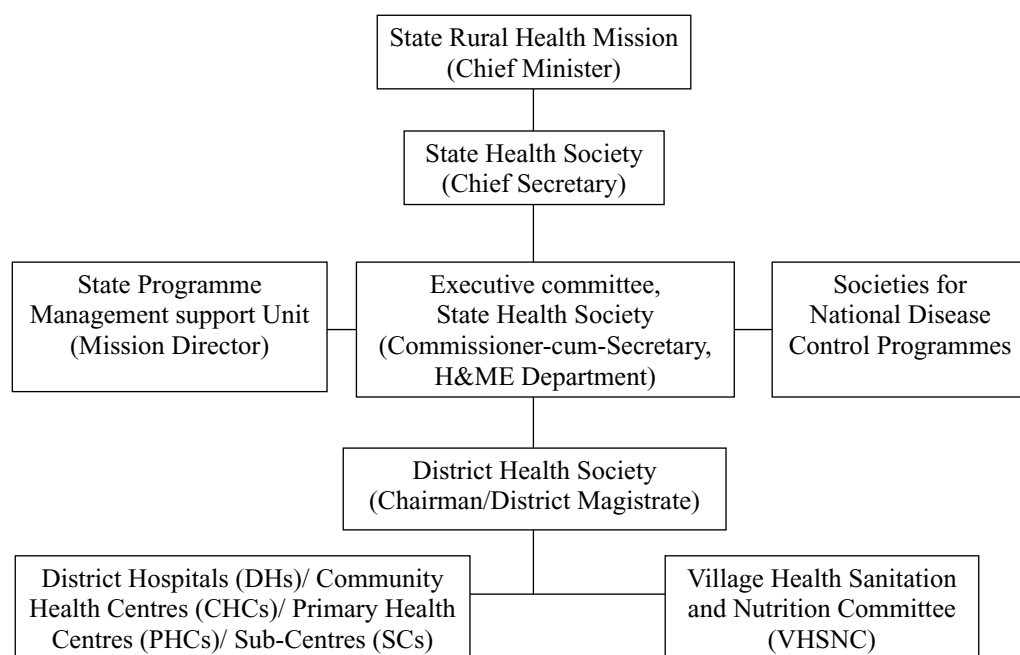 State Rural Health Mission
(Chief Minister)
State Health Society
(Chief Secretary)
State Programme
Management support Unit
(Mission Director)
Executive committee,
State Health Society
(Commissioner-cum-Secretary,
H&ME Department)
Societies for
National Disease
Control Programmes
District Health Society
(Chairman/District Magistrate)
District Hospitals (DHs)/ Community
Health Centres (CHCs)/ Primary Health
Centres (PHCs)/ Sub-Centres (SCs)
Village Health Sanitation
and Nutrition Committee
(VHSNC)